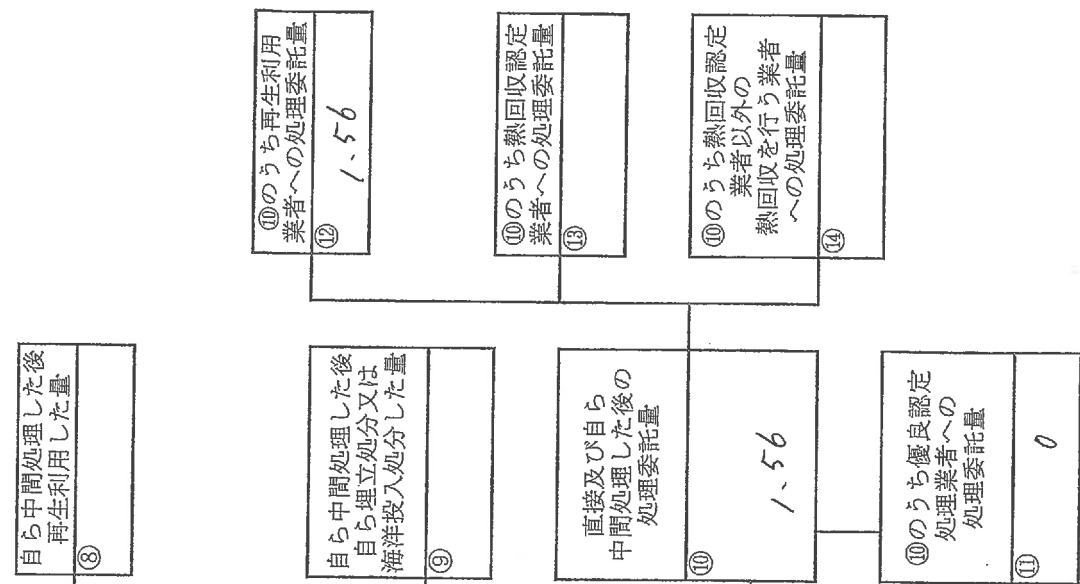 自ら中間処理した後
再生利用した量
⑧
自ら中間処理した後
自ら埋立処分又は
海洋投入処分した量
⑨
直接及び自ら
中間処理した後の
処理委託量
⑩
1.56
⑩のうち優良認定
処理業者への
処理委託量
⑪
0
⑩のうち再生利用
業者への処理委託量
⑫
1.56
⑩のうち熱回収認定
業者への処理委託量
⑬
⑩のうち熱回収認定
業者以外の
熱回収を行う業者
への処理委託量
⑭